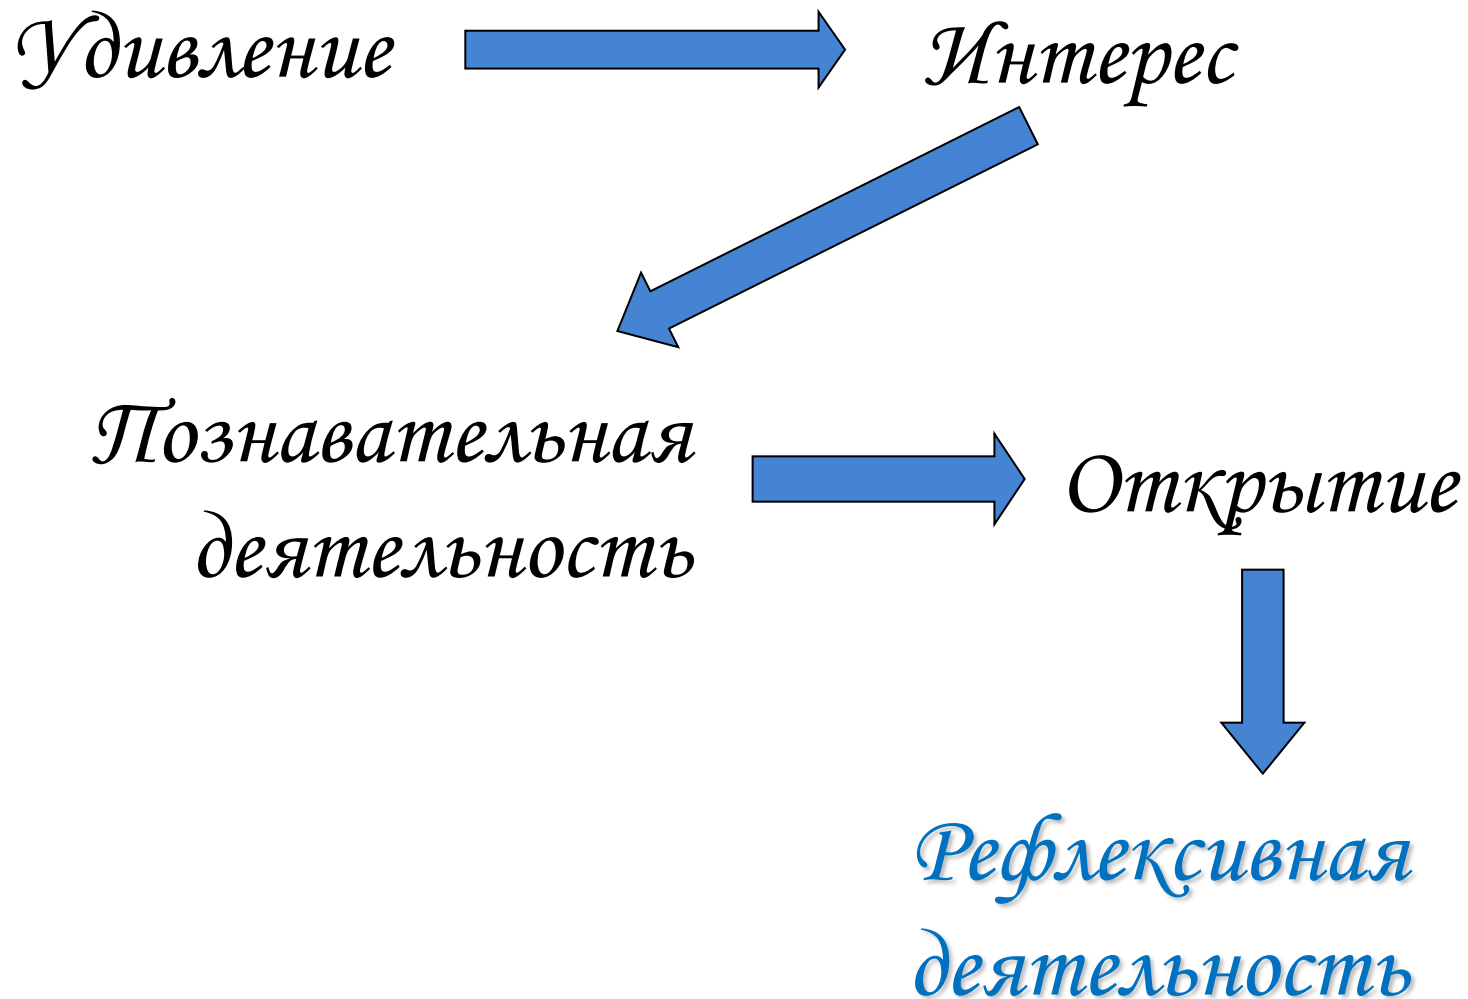 Удивление
Интерес
Познавательная
деятельность
Открытие
Рефлексивная
деятельность